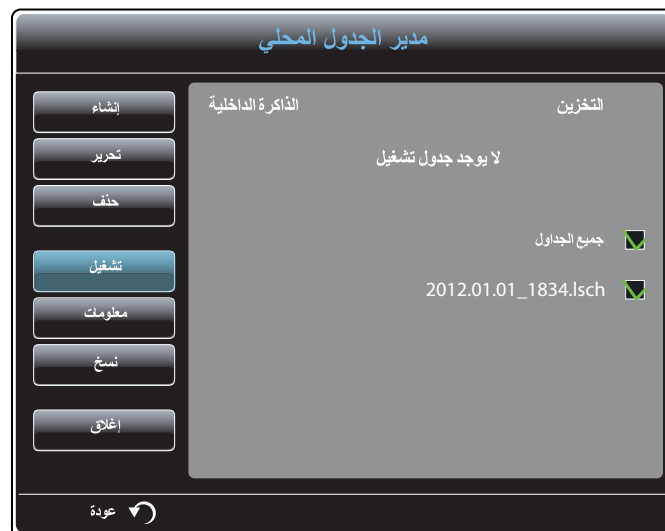 مدير الجدول المحلي
التخزين الذاكرة الداخلية
لا يوجد جدول تشغيل
جميع الجداول
2012.01.01_1834.lsch
إنشاء
تحرير
حذف
تشغيل
معلومات
نسخ
إغلاق
عودة